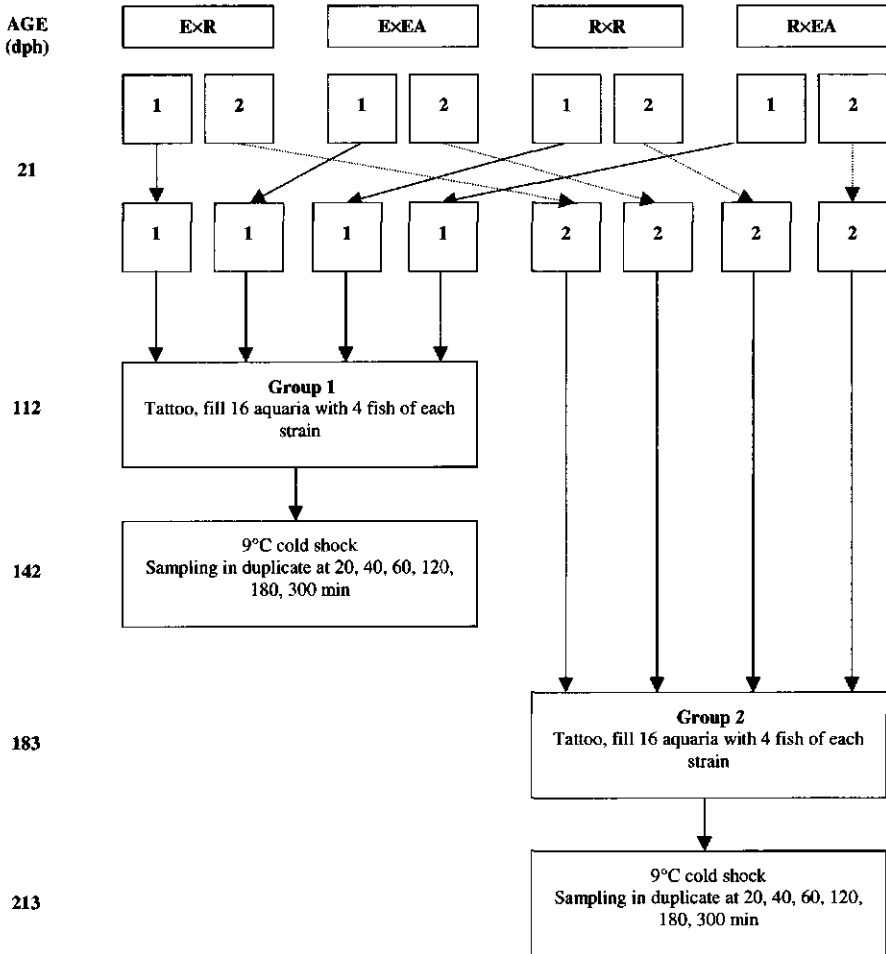 AGE
(dph)
E×R E×EA R×R R×EA
1 2 1 2 1 2 1 2
21
1 1 1 1 2 2 2 2
112
Group 1
Tattoo, fill 16 aquaria with 4 fish of each
strain
142
9°C cold shock
Sampling in duplicate at 20, 40, 60, 120,
180, 300 min
183
Group 2
Tattoo, fill 16 aquaria with 4 fish of each
strain
213
9°C cold shock
Sampling in duplicate at 20, 40, 60, 120,
180, 300 min